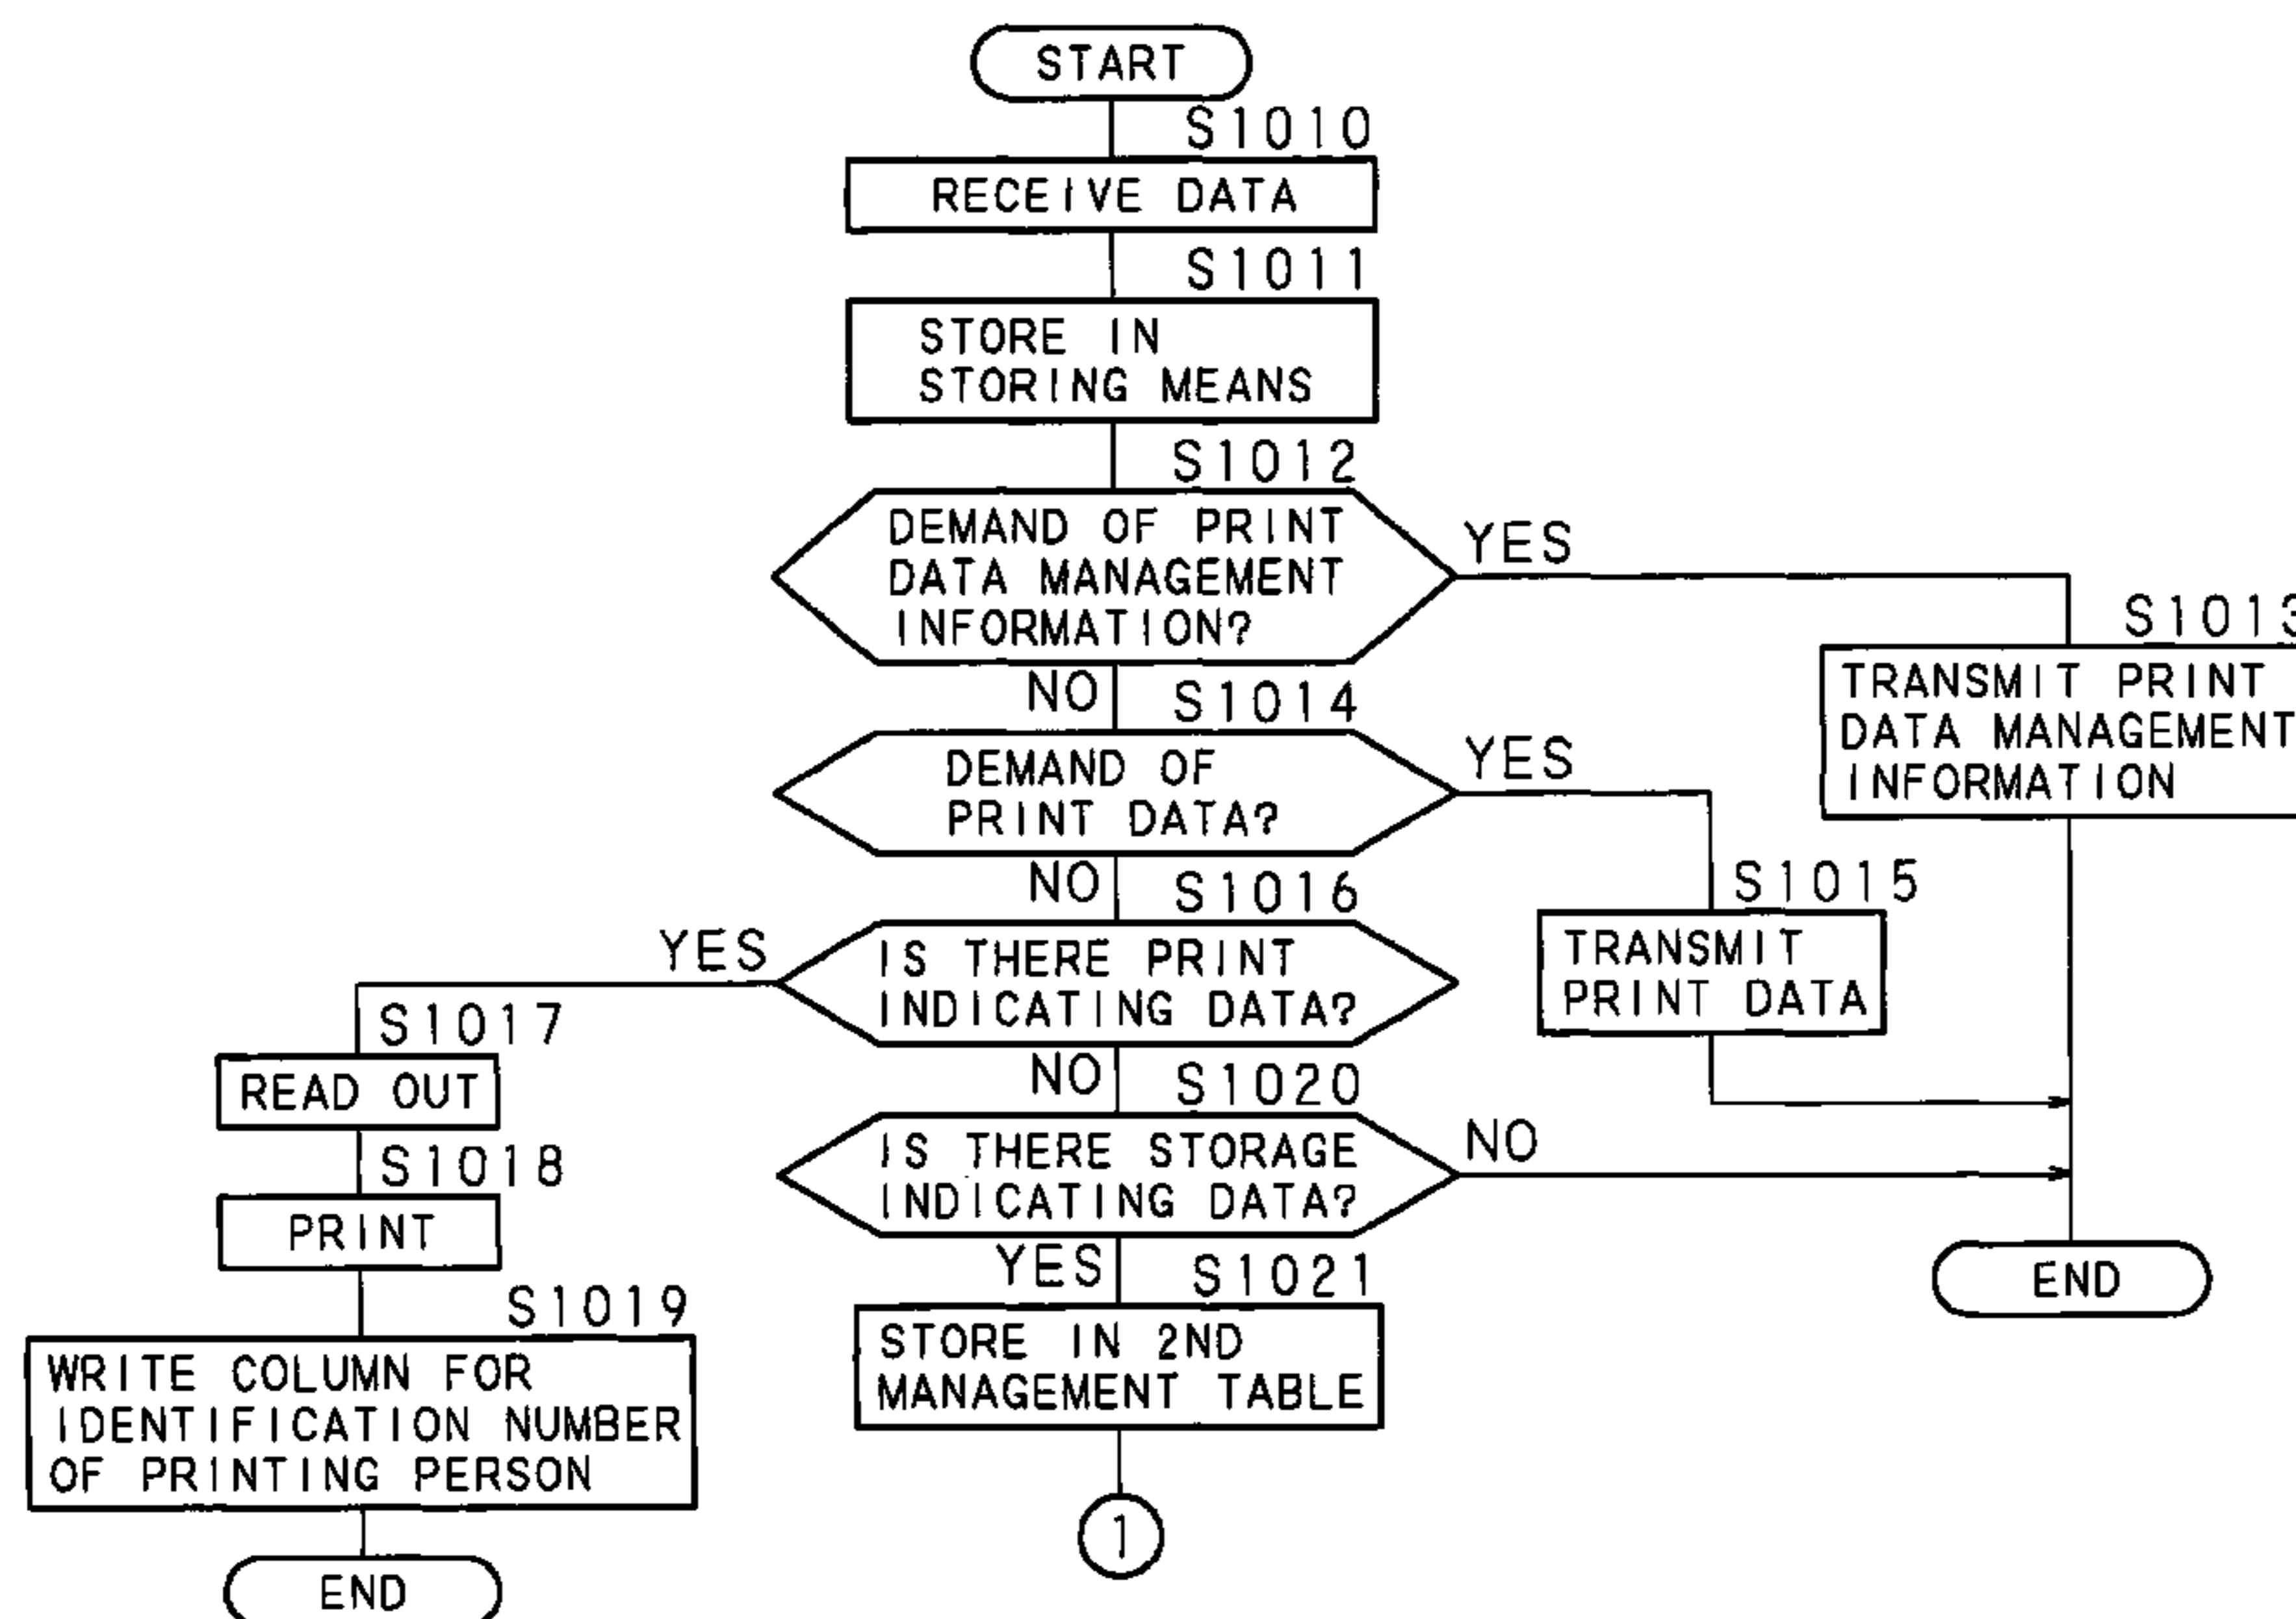 START
S1010
RECEIVE DATA
S1011
STORE IN
STORING MEANS
S1012
DEMAND OF PRINT
DATA MANAGEMENT
INFORMATION?
YES
S1013
TRANSMIT PRINT
DATA MANAGEMENT
INFORMATION
NO
S1014
DEMAND OF
PRINT DATA?
YES
S1015
TRANSMIT
PRINT DATA
NO
S1016
IS THERE PRINT
INDICATING DATA?
YES
S1017
READ OUT
S1018
PRINT
S1019
WRITE COLUMN FOR
IDENTIFICATION NUMBER
OF PRINTING PERSON
END
NO
S1020
IS THERE STORAGE
INDICATING DATA?
NO
END
YES
S1021
STORE IN 2ND
MANAGEMENT TABLE
1